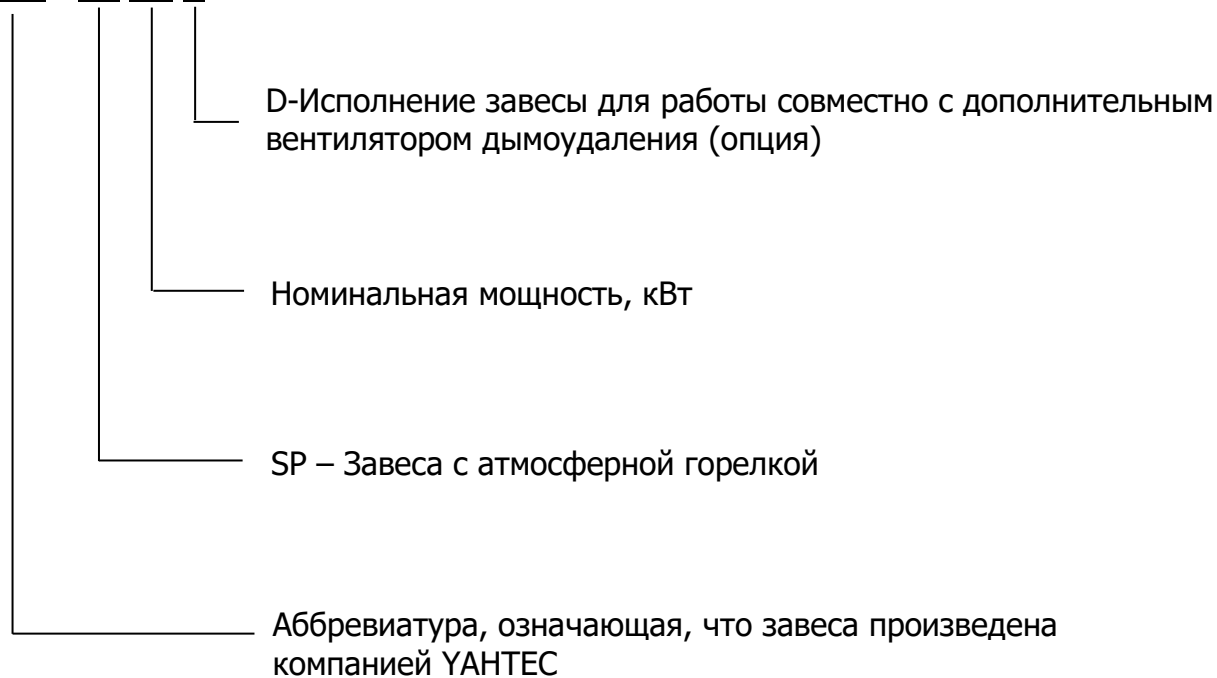 D-Исполнение завесы для работы совместно с дополнительным
вентилятором дымоудаления (опция)
Номинальная мощность, кВт
SP – Завеса с атмосферной горелкой
Аббревиатура, означающая, что завеса произведена
компанией YAHTEC